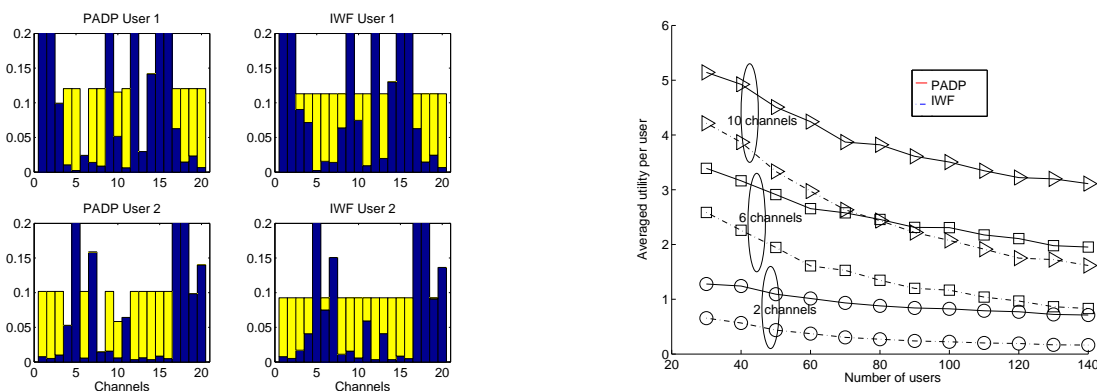 PADP User 1
0.2
0.15
0.1
0.05
0
0 5 10 15 20
IWF User 1
0.2
0.15
0.1
0.05
0
0 5 10 15 20
PADP User 2
0.2
0.15
0.1
0.05
0
0 5 10 15 20
Channels
IWF User 2
0.2
0.15
0.1
0.05
0
0 5 10 15 20
Channels
Averaged utility per user
6
5
4
3
2
1
0
PADP
IWF
10 channels
6 channels
2 channels
40 60 80 100 120 140
Number of users